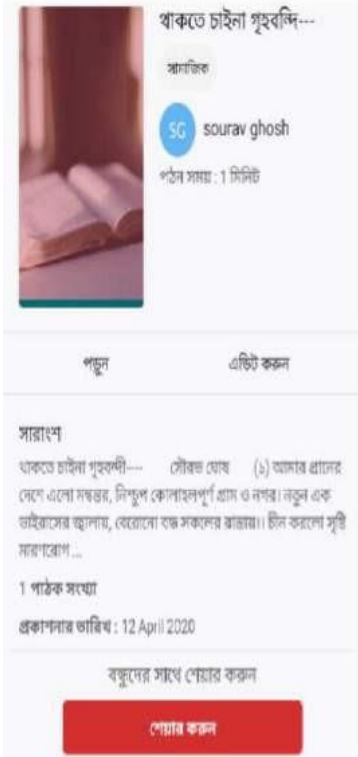 থাকতে চাইনা গৃহবন্দি---
সামাজিক
SG sourav ghosh
পঠন সময় : 1 মিনিট
পড়ুন এডিট করুন
সারাংশ
থাকতে চাইনা গৃহবন্দী---- সৌরভ ঘোষ (১) আমার প্রানের
দেশে এলো মন্বন্তর, নিশ্চুপ কোলাহলপূর্ণ গ্রাম ও নগর। নতুন এক
ভাইরাসের জ্বালায়, বেরোনো বন্ধ সকলের রাস্তায়।। চীন করলো সৃষ্টি
মারণরোগ ...
1 পাঠক সংখ্যা
প্রকাশনার তারিখ : 12 April 2020
বন্ধুদের সাথে শেয়ার করুন
শেয়ার করুন